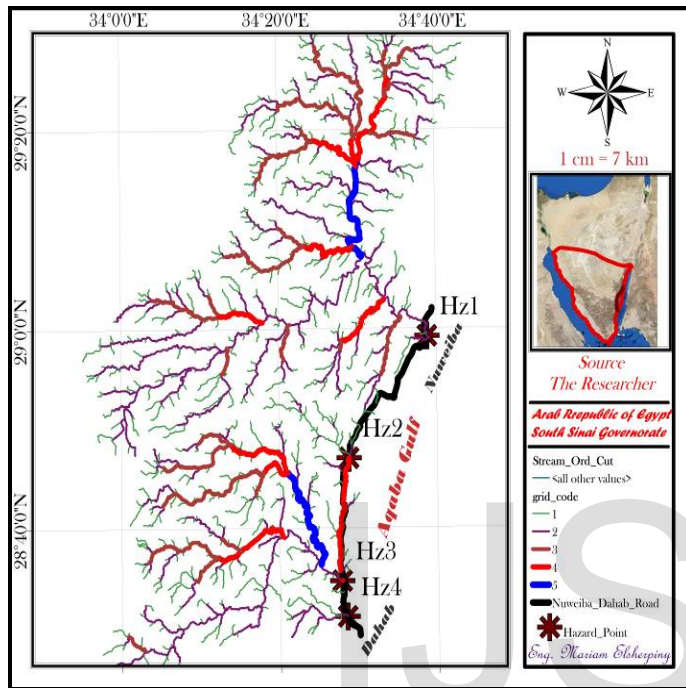 34°0'0"E
34°20'0"E
34°40'0"E
29°20'0"N
29°0'0"N
28°40'0"N
Hz1
Nuweiba
Hz2
Aqaba Gulf
Hz3
Hz4
Dahab
N
W
E
S
1 cm = 7 km
Source
The Researcher
Arab Rrepublic of Egypt
South Sinai Governorate
Stream_Ord_Cut
<all other values>
grid_code
1
2
3
4
5
Nuweiba_Dahab_Road
Hazard_Point
Eng. Mariam Elsherpiny
IJS